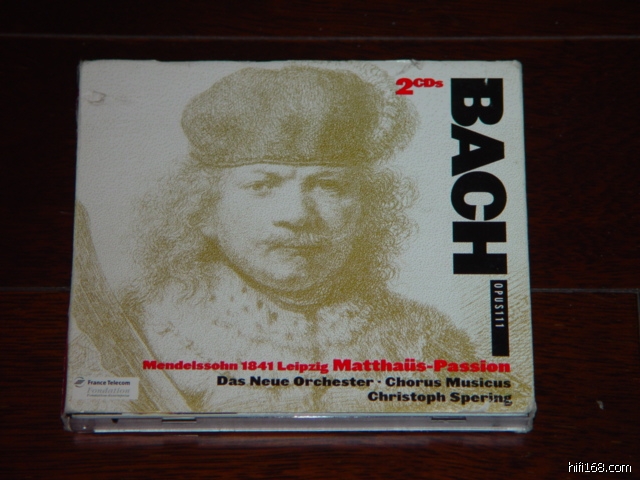 2CDs
BACH
OPUS111
Mendelssohn 1841 Leipzig Matthaüs-Passion
Das Neue Orchester · Chorus Musicus
Christoph Spering
France Telecom
fondation
hifi168.com